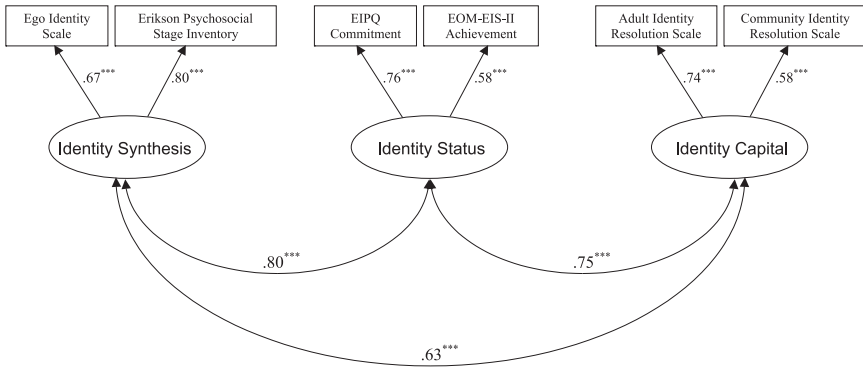 Ego Identity
Scale
Erikson Psychosocial
Stage Inventory
EIPQ
Commitment
EOM-EIS-II
Achievement
Adult Identity
Resolution Scale
Community Identity
Resolution Scale
.67***
.80***
.76***
.58***
.74***
.58***
Identity Synthesis
Identity Status
Identity Capital
.80***
.75***
.63***